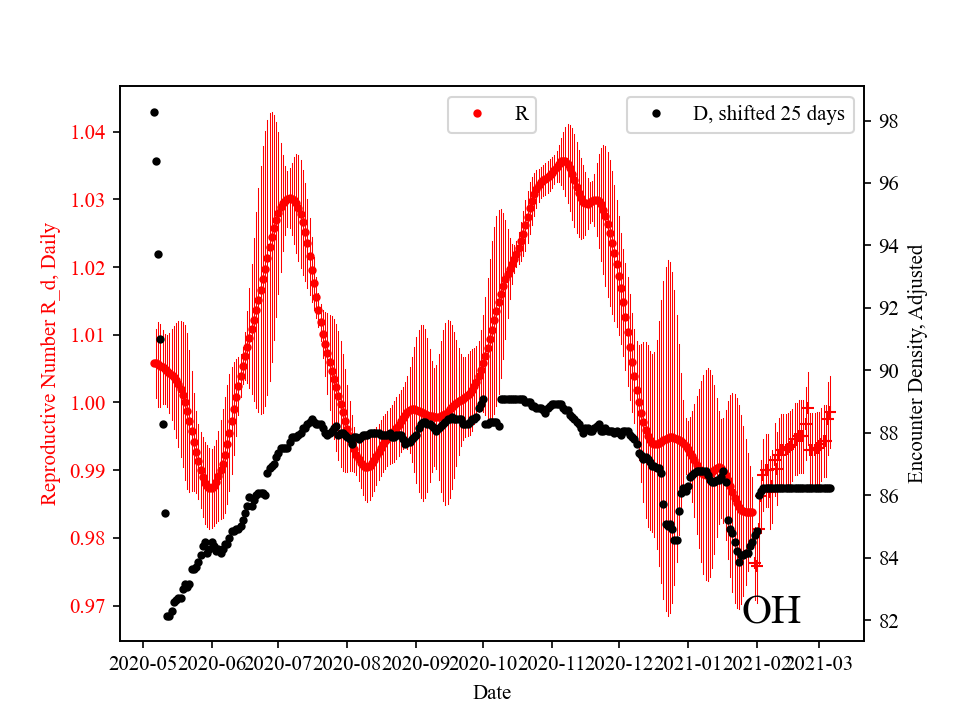 R
D, shifted 25 days
1.04
1.03
1.02
1.01
1.00
0.99
0.98
0.97
Reproductive Number R_d, Daily
98
96
94
92
90
88
86
84
82
Encounter Density, Adjusted
OH
2020-05 2020-06 2020-07 2020-08 2020-09 2020-10 2020-11 2020-12 2021-01 2021-02 2021-03
Date